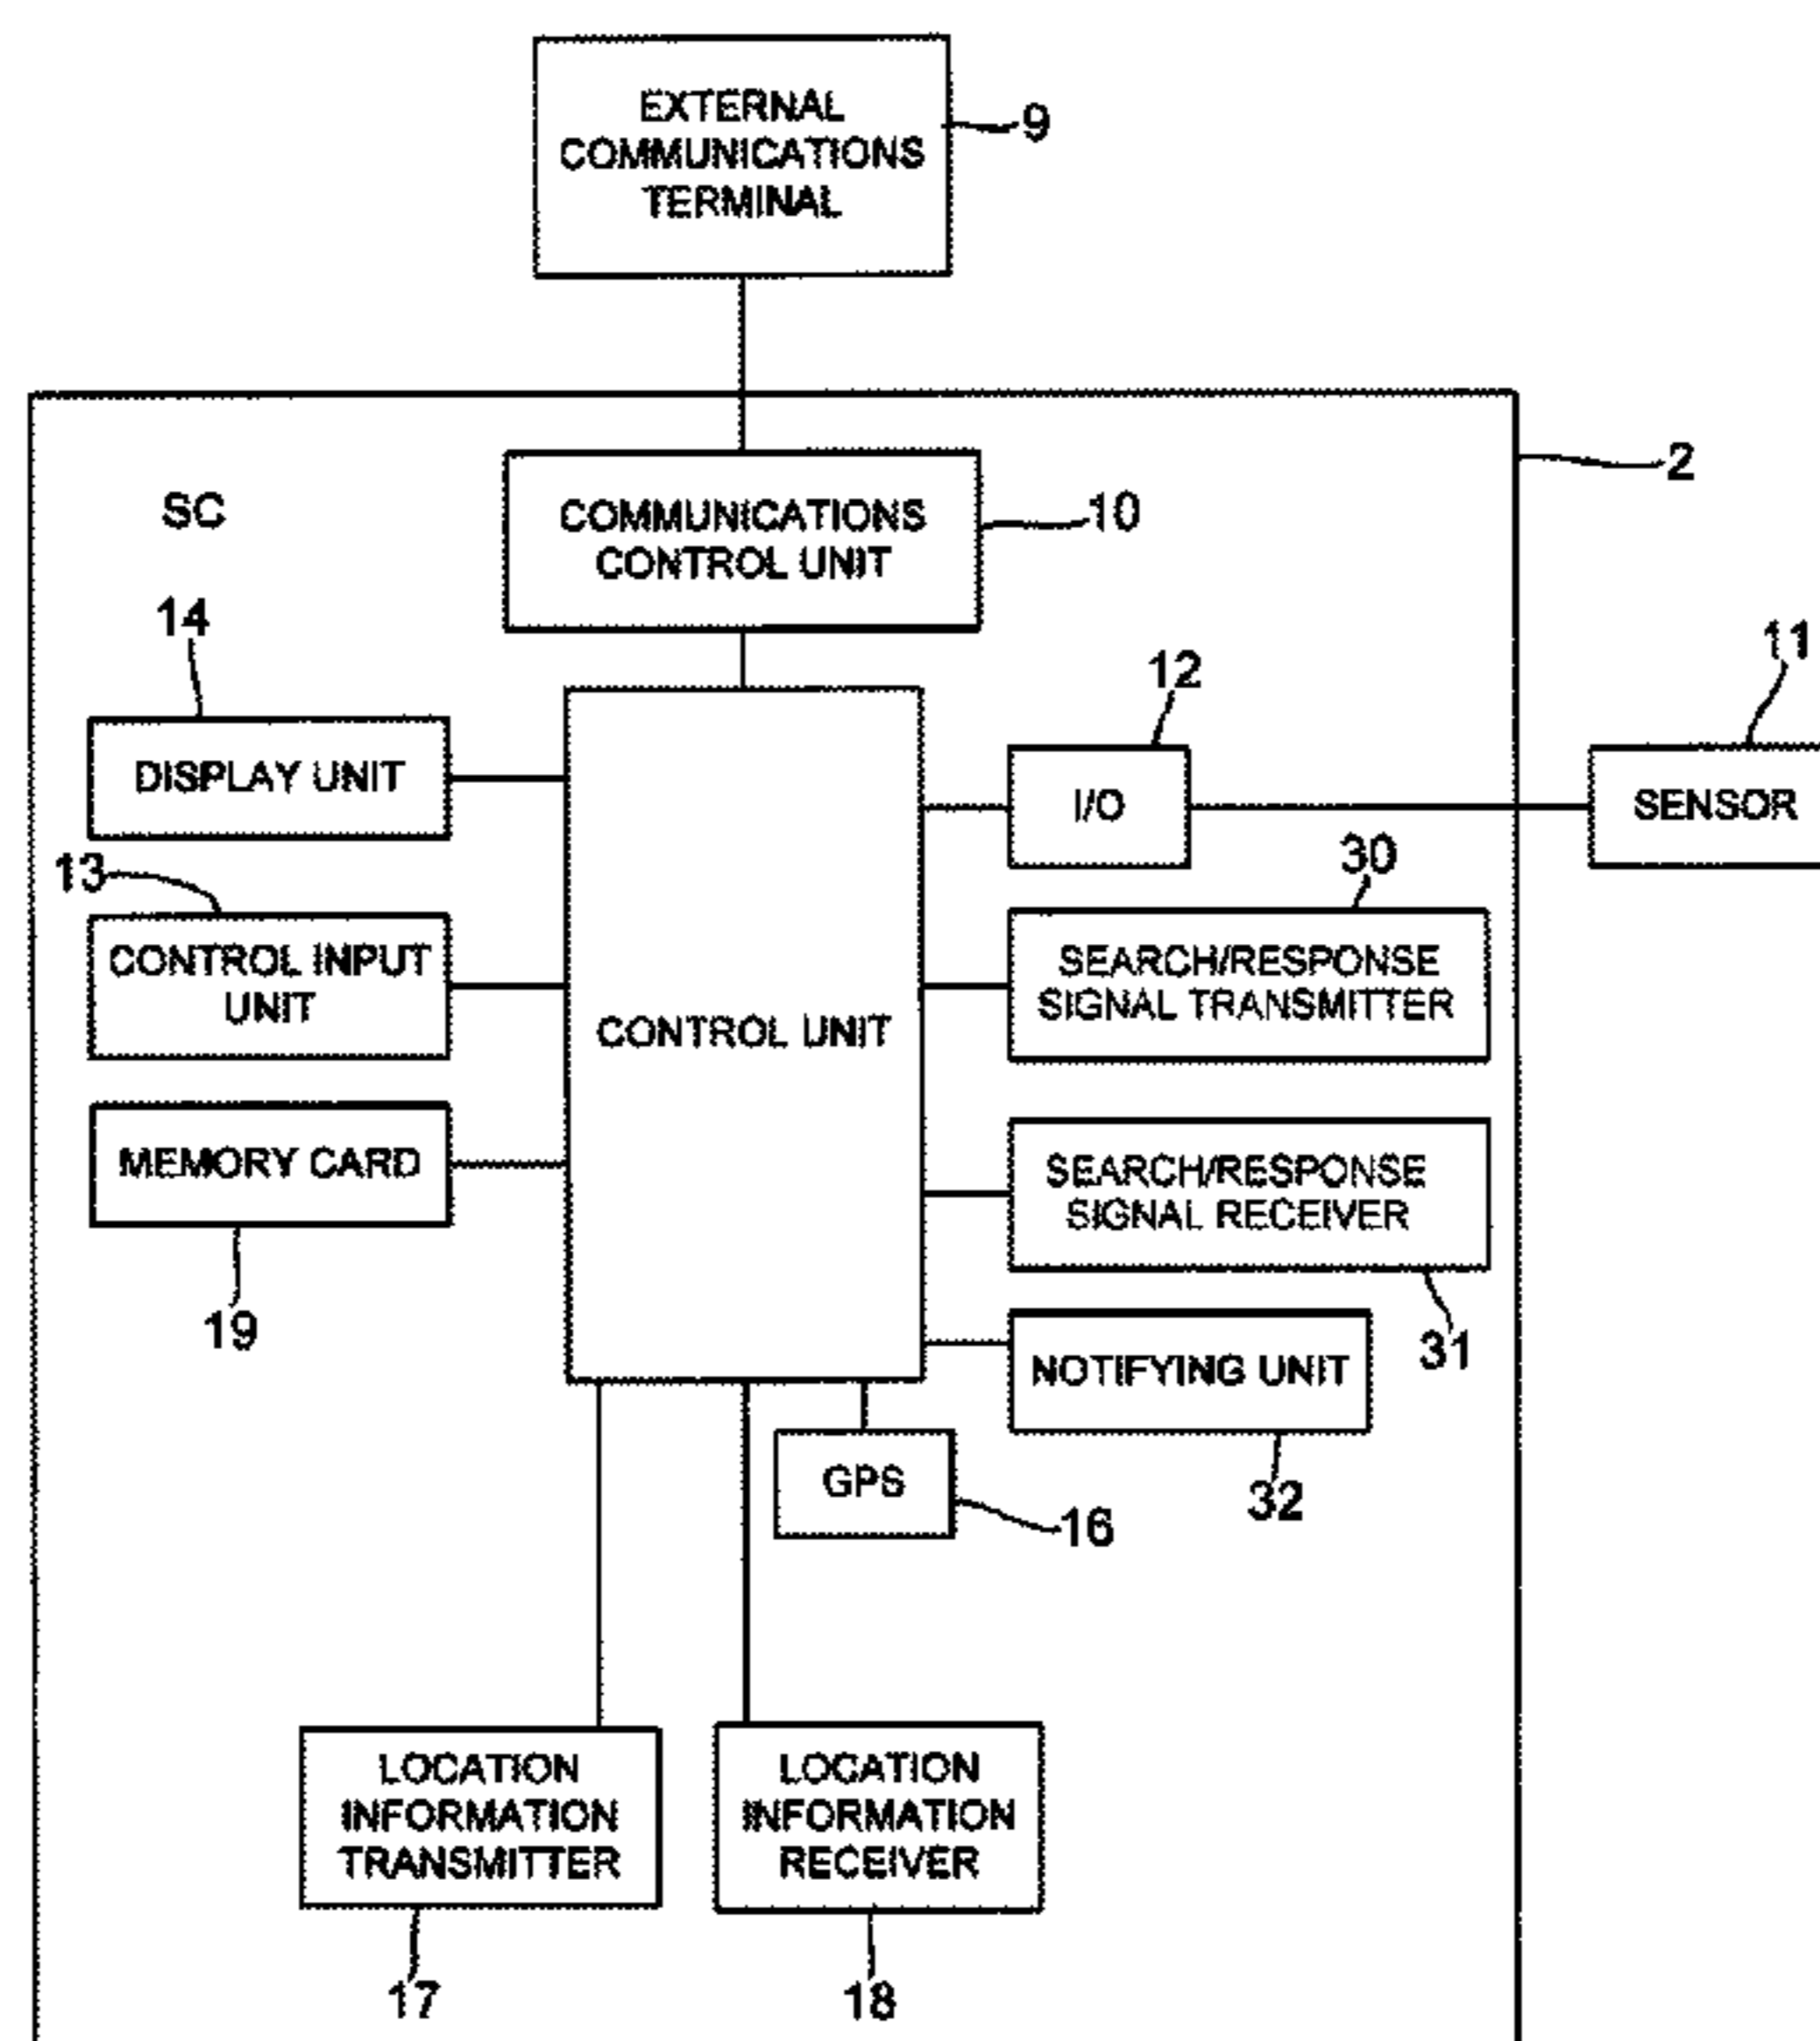 EXTERNAL
COMMUNICATIONS
TERMINAL
9
2
SC
COMMUNICATIONS
CONTROL UNIT
10
14
12
11
DISPLAY UNIT
I/O
SENSOR
13
30
CONTROL INPUT
UNIT
CONTROL UNIT
SEARCH/RESPONSE
SIGNAL TRANSMITTER
MEMORY CARD
SEARCH/RESPONSE
SIGNAL RECEIVER
19
31
NOTIFYING UNIT
GPS
32
16
LOCATION
INFORMATION
TRANSMITTER
LOCATION
INFORMATION
RECEIVER
17
18